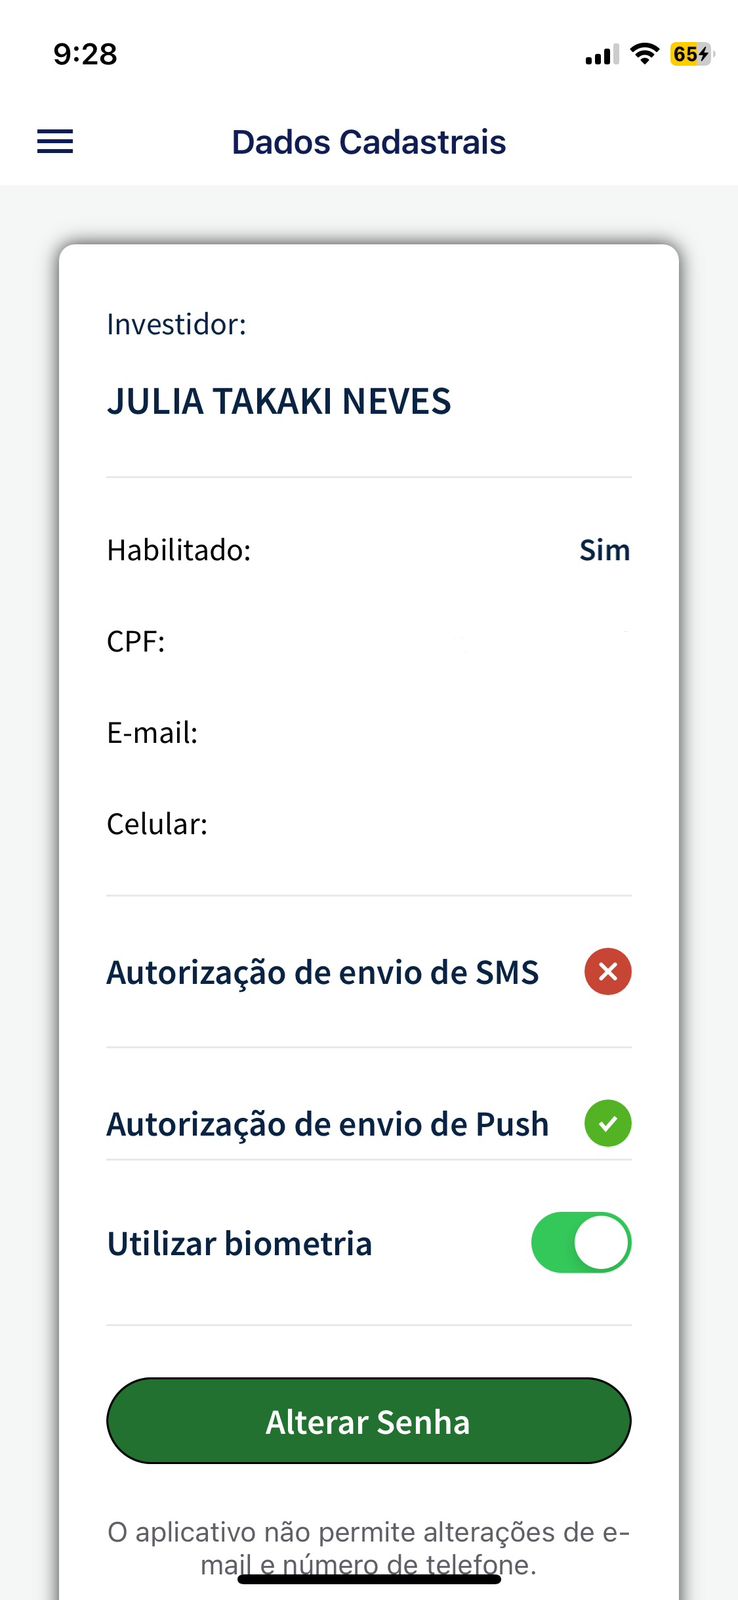 9:28
65
Dados Cadastrais
Investidor:
JULIA TAKAKI NEVES
Habilitado: Sim
CPF:
E-mail:
Celular:
Autorização de envio de SMS
Autorização de envio de Push
Utilizar biometria
Alterar Senha
O aplicativo não permite alterações de e-
mail e número de telefone.